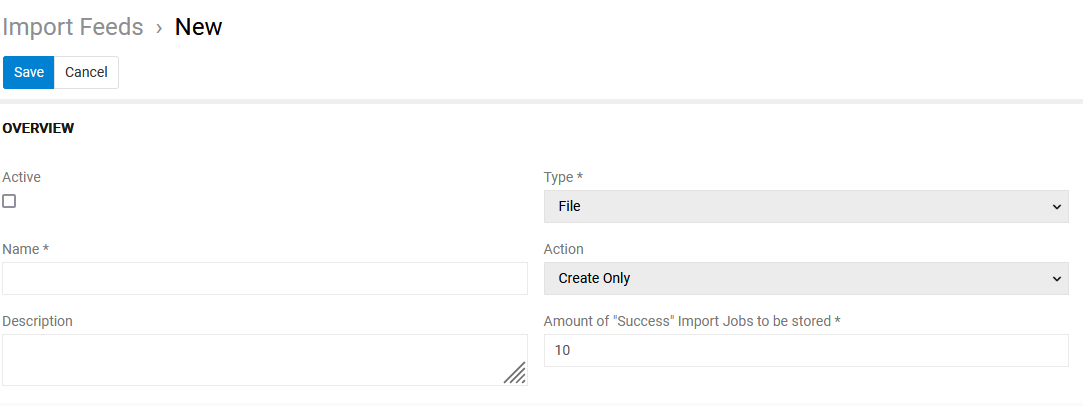 Import Feeds › New
Save Cancel
OVERVIEW
Active
Type *
File
Name *
Action
Create Only
Description
Amount of "Success" Import Jobs to be stored *
10